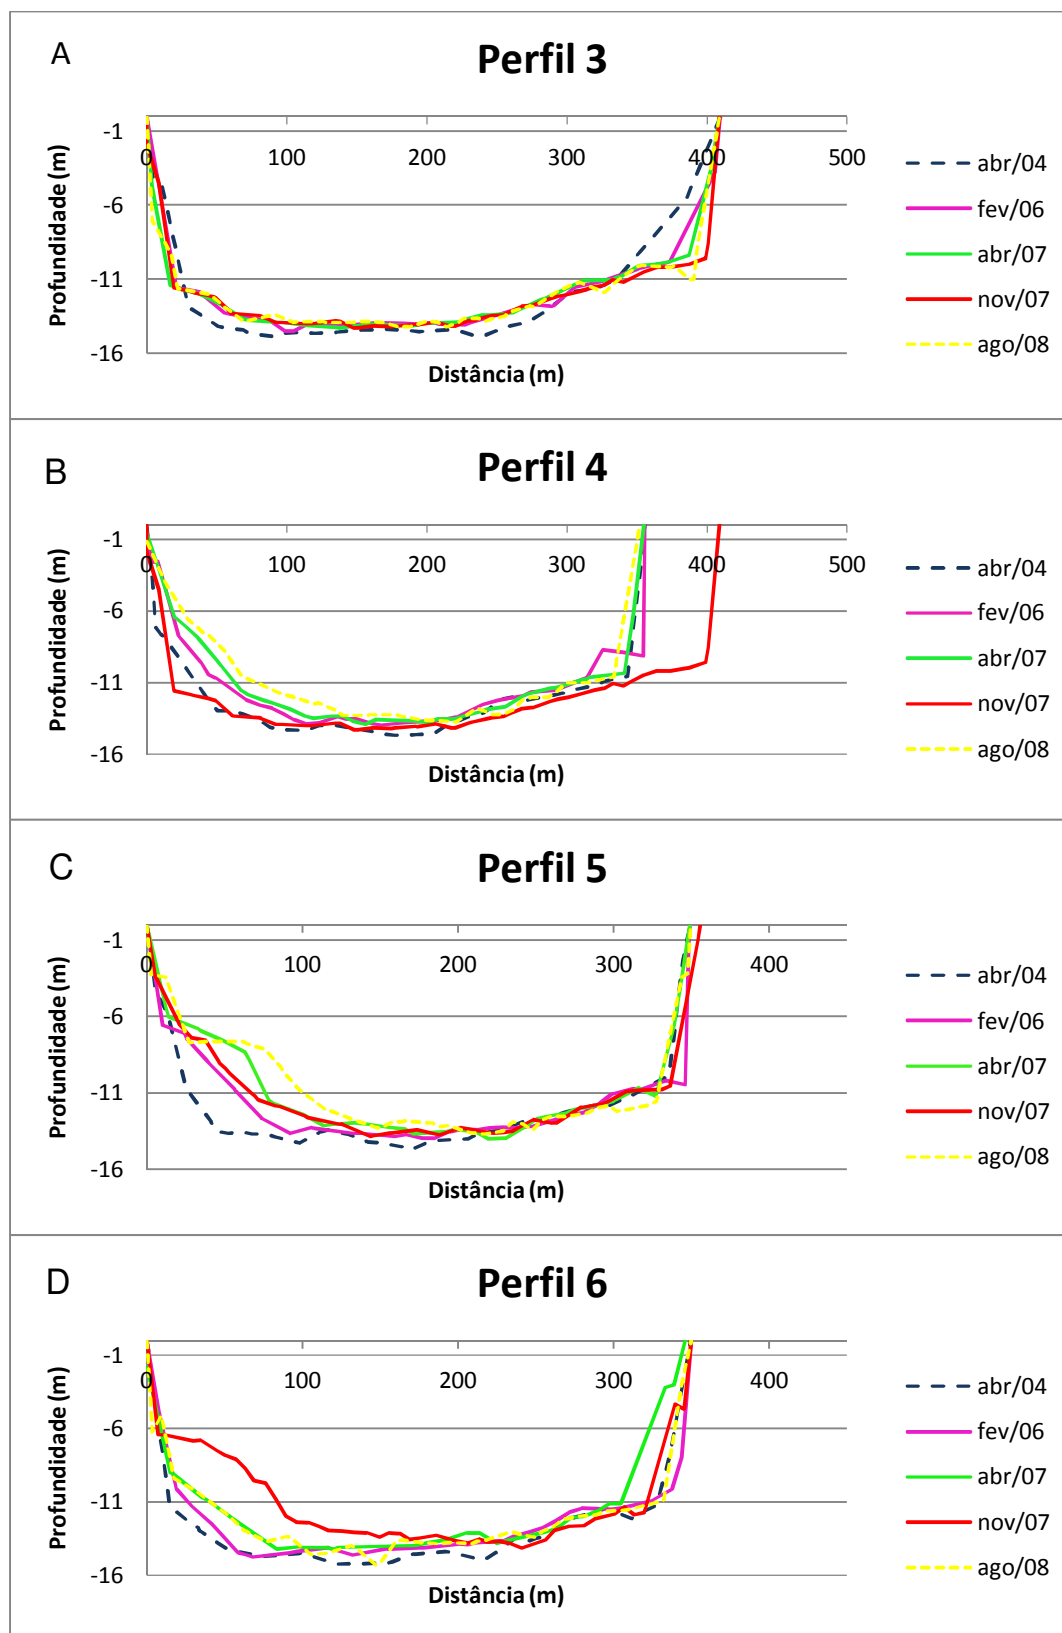 A
Perfil 3
Profundidade (m)
-1
-6
-11
-16
0 100 200 300 400 500
Distância (m)
abr/04
fev/06
abr/07
nov/07
ago/08
B
Perfil 4
Profundidade (m)
-1
-6
-11
-16
0 100 200 300 400 500
Distância (m)
abr/04
fev/06
abr/07
nov/07
ago/08
C
Perfil 5
Profundidade (m)
-1
-6
-11
-16
0 100 200 300 400
Distância (m)
abr/04
fev/06
abr/07
nov/07
ago/08
D
Perfil 6
Profundidade (m)
-1
-6
-11
-16
0 100 200 300 400
Distância (m)
abr/04
fev/06
abr/07
nov/07
ago/08